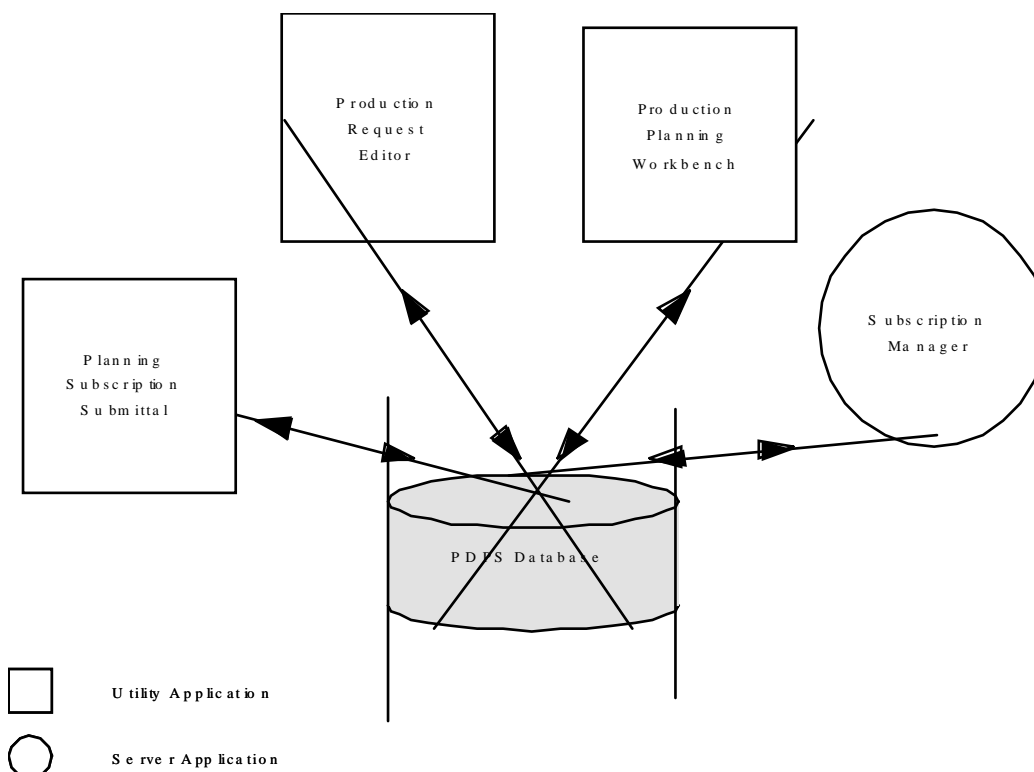 Production
Request
Editor
Production
Planning
Workbench
Subscription
Manager
Planning
Subscription
Submittal
PDPS Database
Utility Application
Server Application